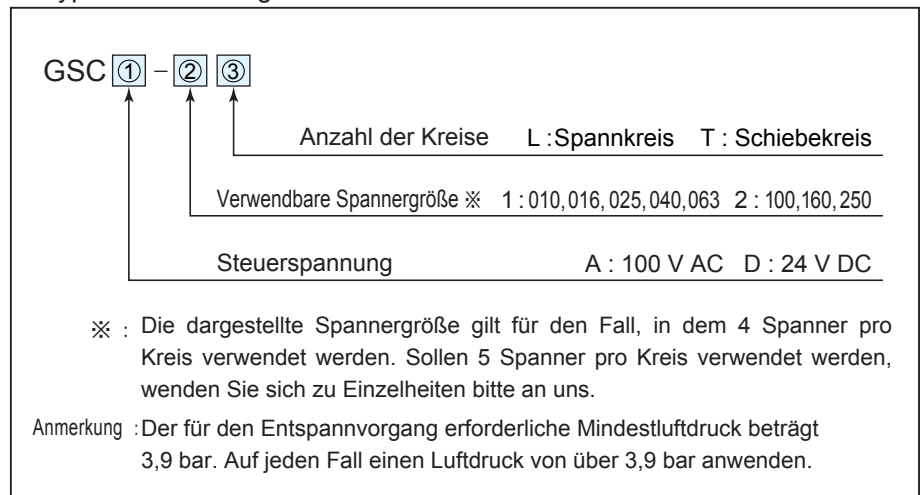 GSC ① – ② ③
Anzahl der Kreise L :Spannkreis T : Schiebekreis
Verwendbare Spannergröße ※ 1 : 010, 016, 025, 040, 063 2 : 100, 160, 250
Steuerspannung A : 100 V AC D : 24 V DC
※ : Die dargestellte Spannergröße gilt für den Fall, in dem 4 Spanner pro
Kreis verwendet werden. Sollen 5 Spanner pro Kreis verwendet werden,
wenden Sie sich zu Einzelheiten bitte an uns.
Anmerkung : Der für den Entspannvorgang erforderliche Mindestluftdruck beträgt
3,9 bar. Auf jeden Fall einen Luftdruck von über 3,9 bar anwenden.